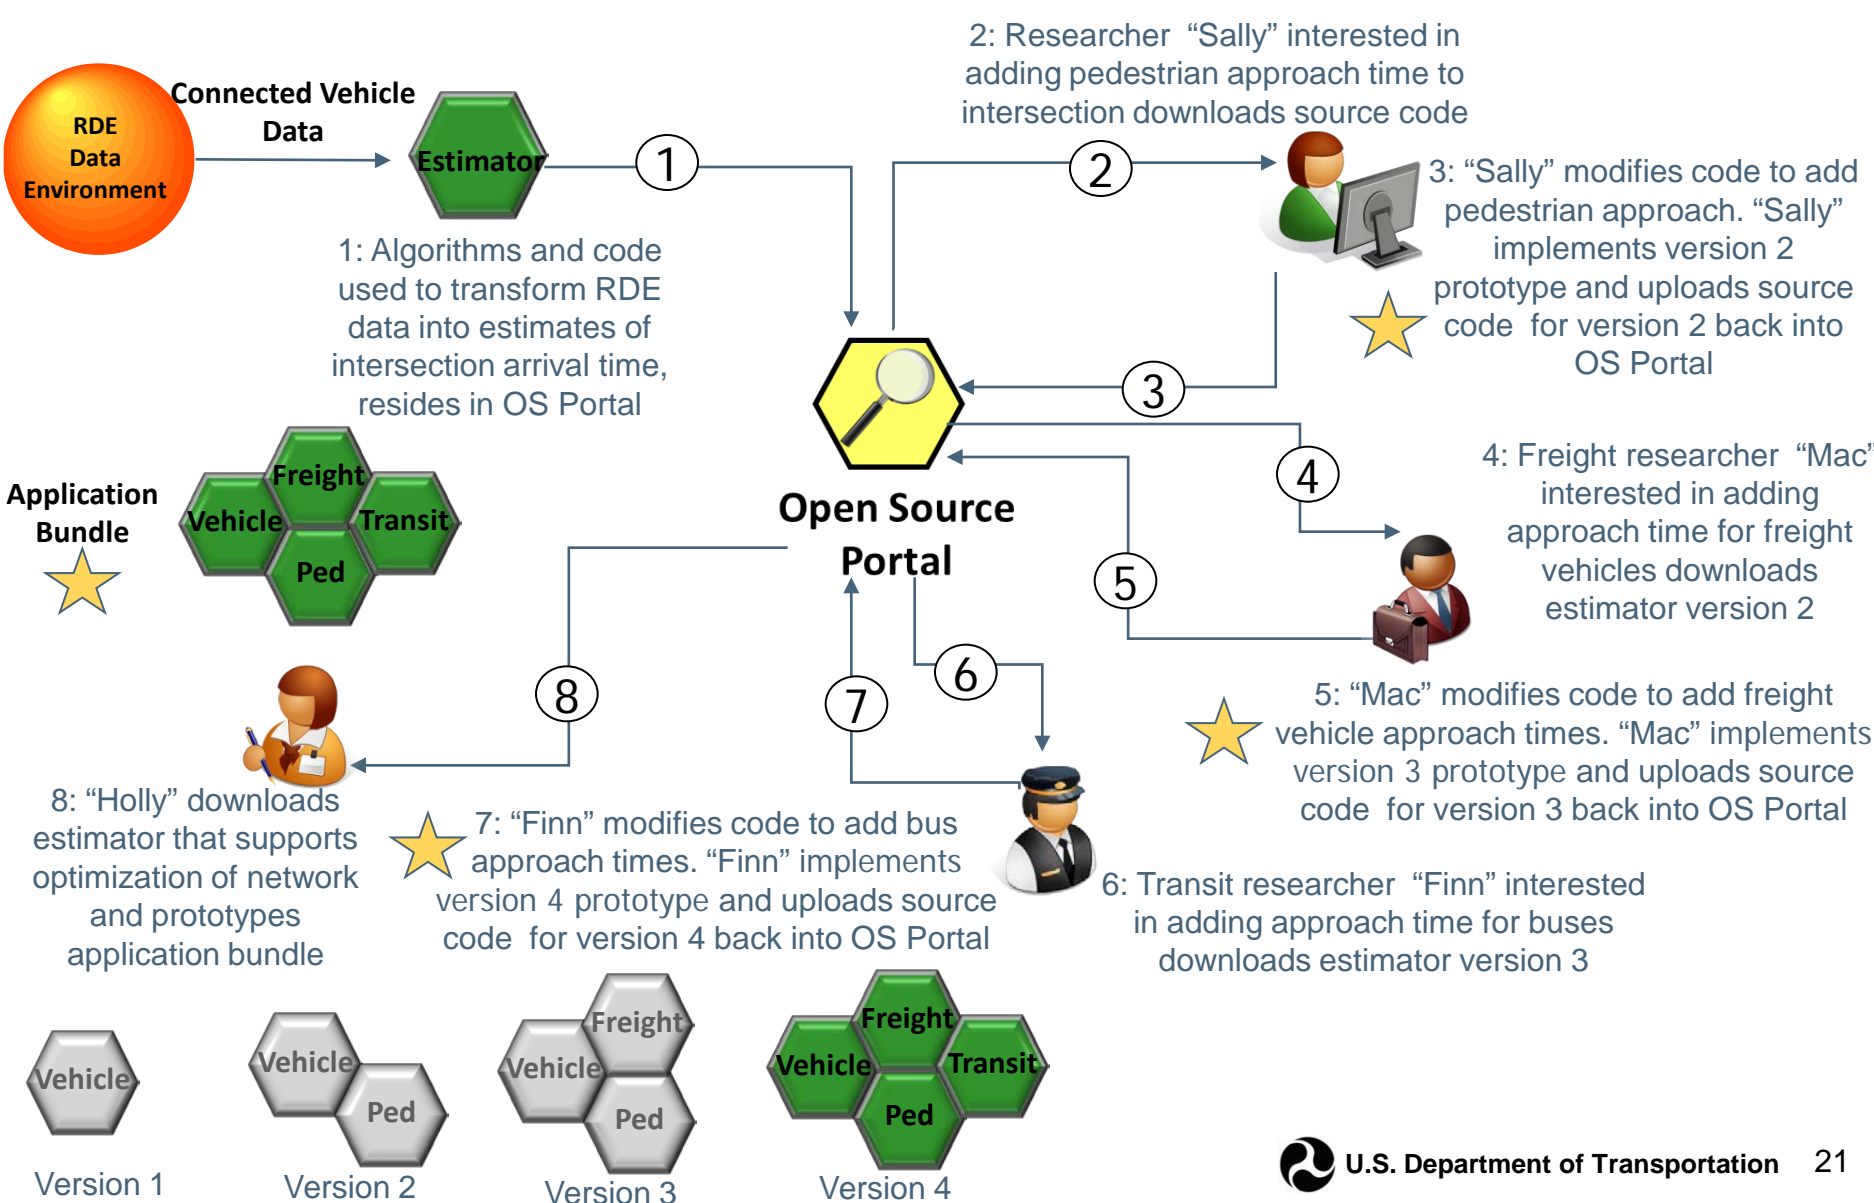 RDE
Data
Environment
Connected Vehicle
Data
Estimator
1
1: Algorithms and code
used to transform RDE
data into estimates of
intersection arrival time,
resides in OS Portal
2: Researcher “Sally” interested in
adding pedestrian approach time to
intersection downloads source code
2
3: “Sally” modifies code to add
pedestrian approach. “Sally”
implements version 2
prototype and uploads source
code for version 2 back into
OS Portal
3
Open Source
Portal
4
4: Freight researcher “Mac”
interested in adding
approach time for freight
vehicles downloads
estimator version 2
5
5: “Mac” modifies code to add freight
vehicle approach times. “Mac” implements
version 3 prototype and uploads source
code for version 3 back into OS Portal
Application
Bundle
Freight
Vehicle
Transit
Ped
8
7
6
8: “Holly” downloads
estimator that supports
optimization of network
and prototypes
application bundle
7: “Finn” modifies code to add bus
approach times. “Finn” implements
version 4 prototype and uploads source
code for version 4 back into OS Portal
6: Transit researcher “Finn” interested
in adding approach time for buses
downloads estimator version 3
Vehicle
Version 1
Vehicle
Ped
Version 2
Freight
Vehicle
Ped
Version 3
Freight
Vehicle
Transit
Ped
Version 4
U.S. Department of Transportation 21